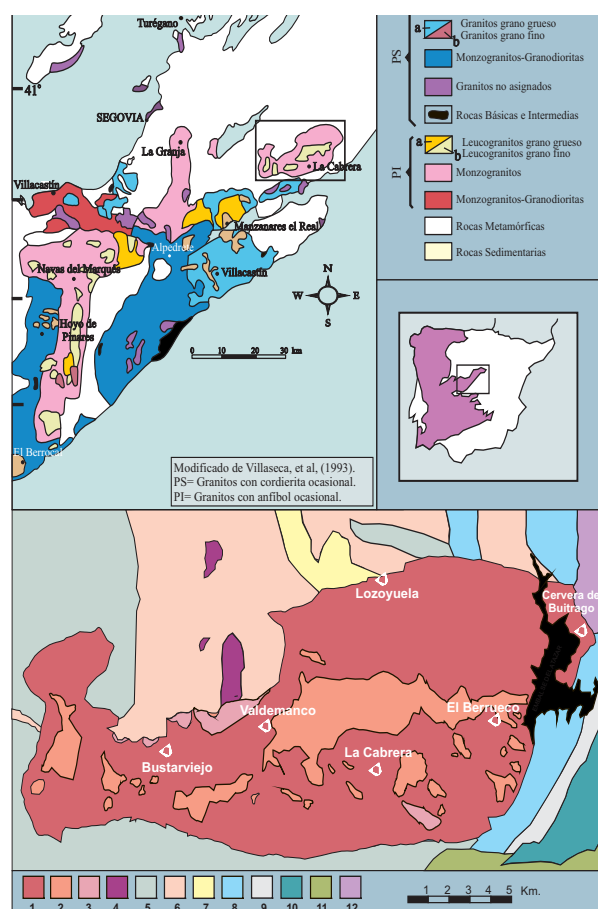 Turégano
41°
SEGOVIA
La Granja
La Cabrera
Villacastín
Manzanares el Real
Alpedrete
Navas del Marqués
Villacastín
Hoyo de
Pinares
El Berrocal
N
W
E
S
0
10
20
30 km
Modificado de Villaseca, et al, (1993).
PS= Granitos con cordierita ocasional.
PI= Granitos con anfíbol ocasional.
PS
a
b
Granitos grano grueso
Granitos grano fino
Monzogranitos-Granodioritas
Granitos no asignados
Rocas Básicas e Intermedias
PI
a
b
Leucogranitos grano grueso
Leucogranitos grano fino
Monzogranitos
Monzogranitos-Granodioritas
Rocas Metamórficas
Rocas Sedimentarias
Lozoyuela
Cervera de
Buitrago
Valdemanco
El Berrueco
Bustarviejo
La Cabrera
1 2 3 4 5 6 7 8 9 10 11 12
1 2 3 4 5 Km.